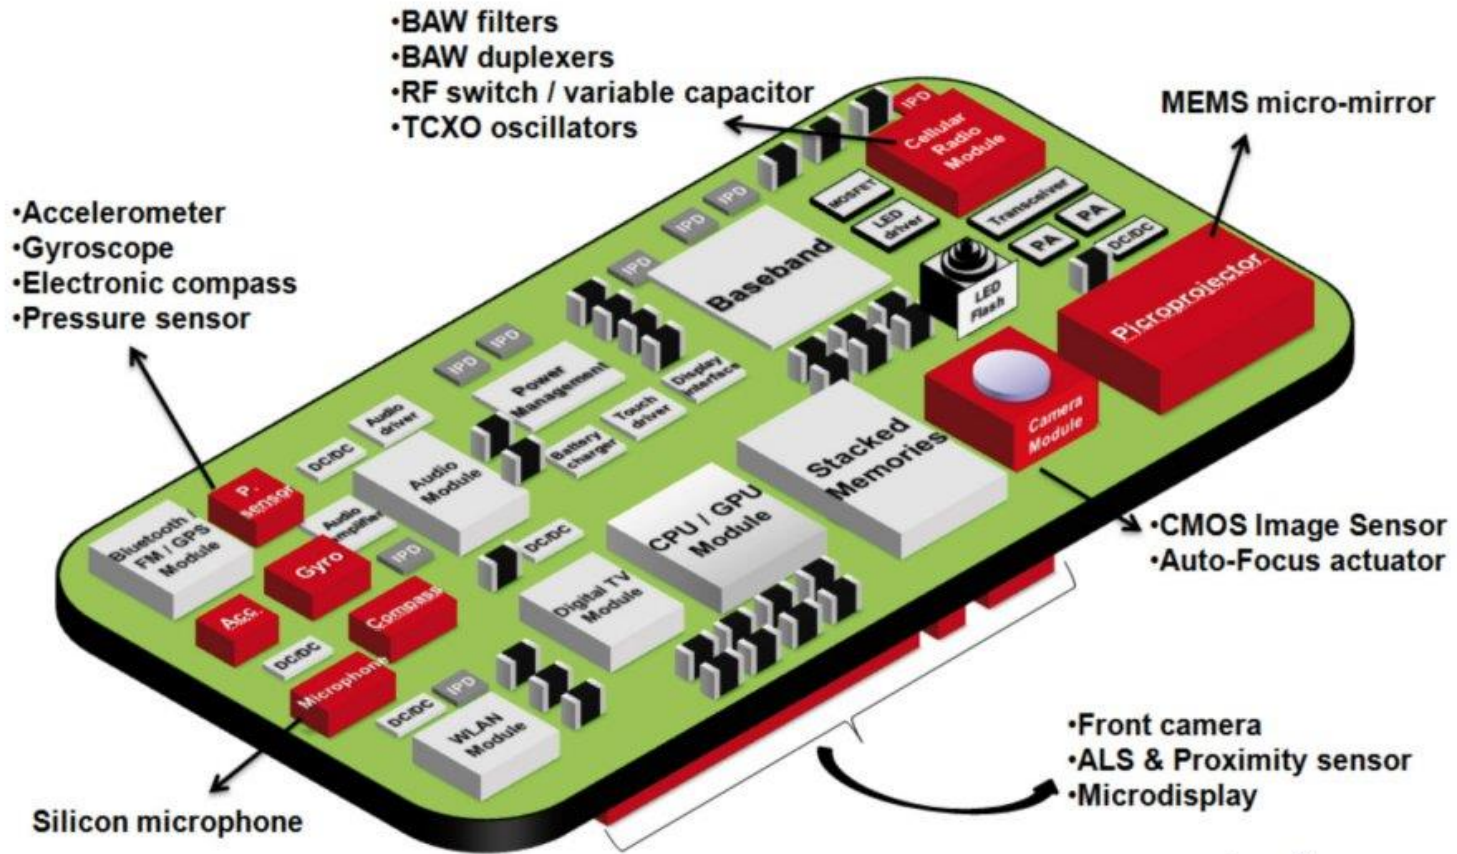 •BAW filters
•BAW duplexers
•RF switch / variable capacitor
•TCXO oscillators
MEMS micro-mirror
•Accelerometer
•Gyroscope
•Electronic compass
•Pressure sensor
IPD
Cellular
Radio
Module
MOSFET
LED
driver
Transceiver
PA
PA
DC/DC
IPD
IPD
IPD
Baseband
LED
Flash
Picroprojector
IPD
IPD
Power
Management
Display
interface
Touch
driver
Battery
charger
Camera
Module
Audio
driver
DC/DC
Audio
Module
Stacked
Memories
P.
sensor
Bluetooth /
FM / GPS
Module
Audio
IPD
Gyro
DC/DC
CPU / GPU
Module
•CMOS Image Sensor
•Auto-Focus actuator
Acc.
Compass
Digital TV
Module
DC/DC
Microphone
DC/DC
IPD
WLAN
Module
Silicon microphone
•Front camera
•ALS & Proximity sensor
•Microdisplay